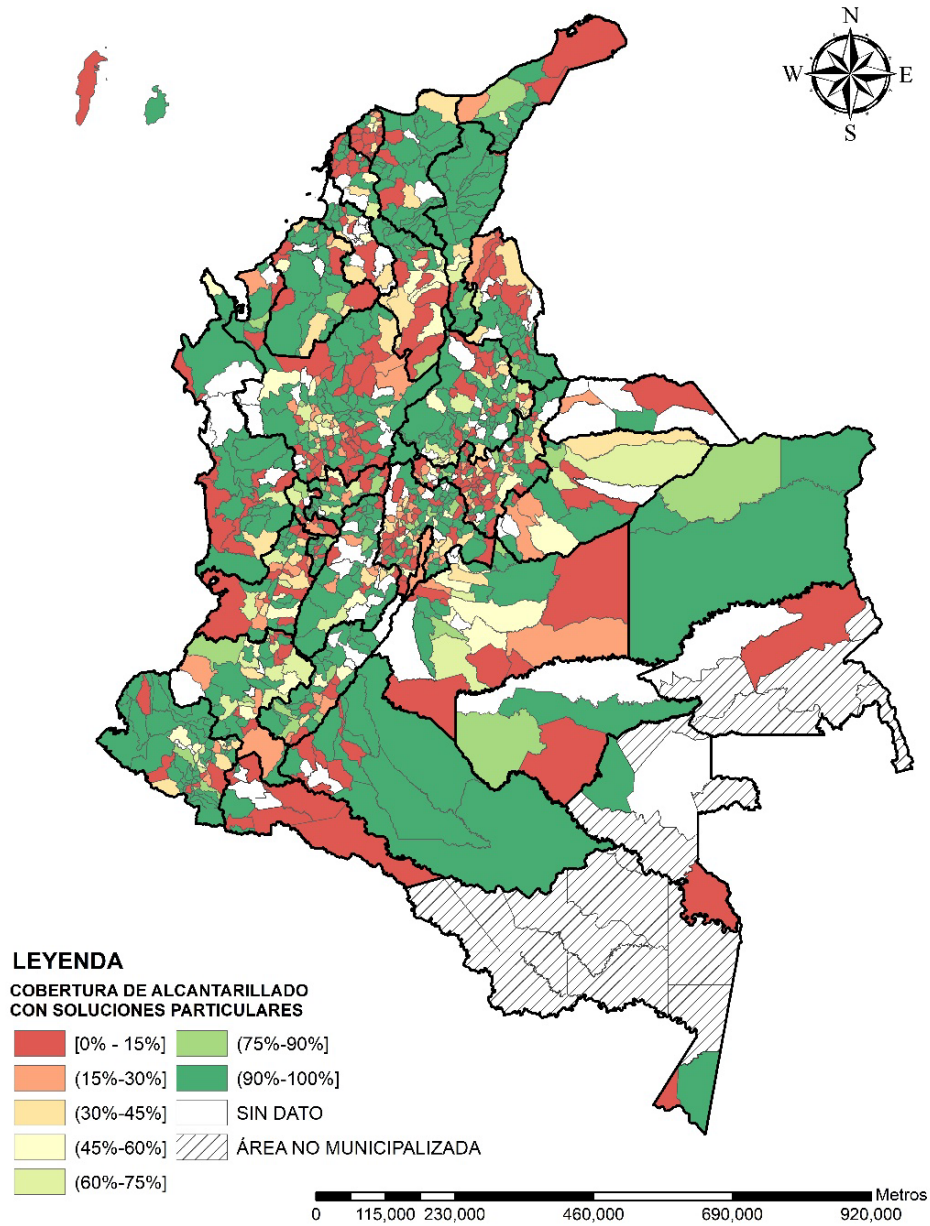 N
W E
S
LEYENDA
COBERTURA DE ALCANTARILLADO
CON SOLUCIONES PARTICULARES
[0% - 15%]
(15%-30%]
(30%-45%]
(45%-60%]
(60%-75%]
(75%-90%]
(90%-100%]
SIN DATO
ÁREA NO MUNICIPALIZADA
Metros
0 115,000 230,000 460,000 690,000 920,000